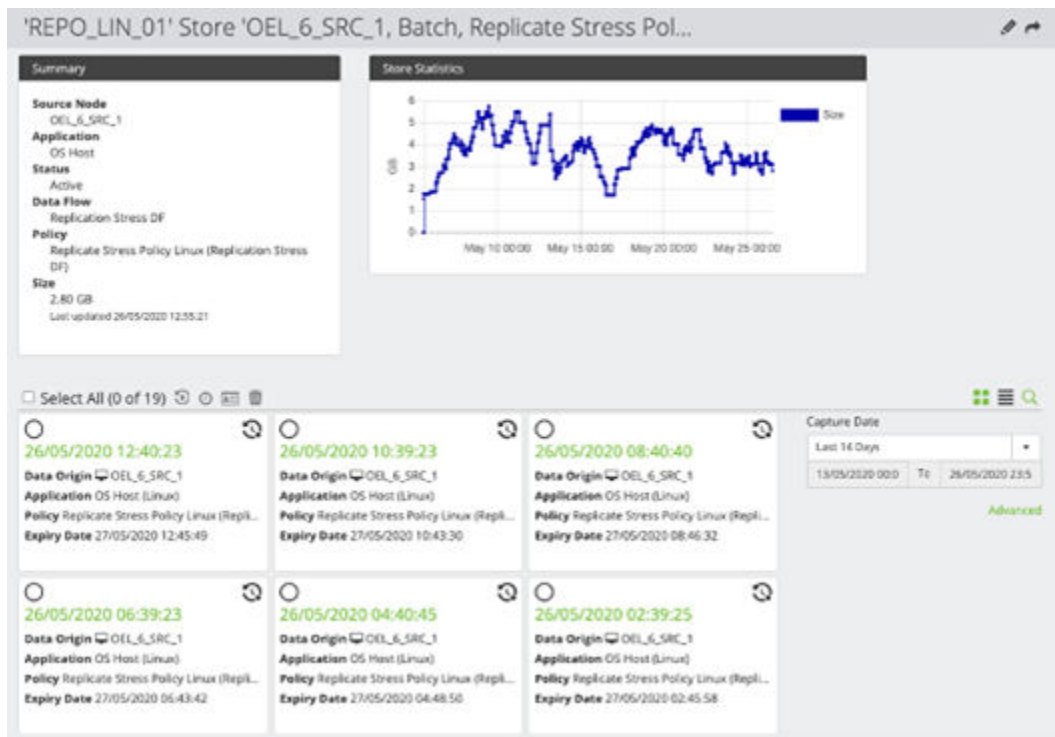 'REPO_LIN_01' Store 'OEL_6_SRC_1, Batch, Replicate Stress Pol...
Summary
Source Node
OEL_6_SRC_1
Application
OS Host
Status
Active
Data Flow
Replication Stress DF
Policy
Replicate Stress Policy Linux (Replication Stress
DF)
Size
2.80 GB
Last updated 26/05/2020 12:55:21
Store Statistics
6
5
4
3
2
1
0
GB
Size
May 10 00:00 May 15 00:00 May 20 00:00 May 25 00:00
Select All (0 of 19)
26/05/2020 12:40:23
Data Origin OEL_6_SRC_1
Application OS Host (Linux)
Policy Replicate Stress Policy Linux (Repli...
Expiry Date 27/05/2020 12:45:49
26/05/2020 10:39:23
Data Origin OEL_6_SRC_1
Application OS Host (Linux)
Policy Replicate Stress Policy Linux (Repli...
Expiry Date 27/05/2020 10:43:30
26/05/2020 08:40:40
Data Origin OEL_6_SRC_1
Application OS Host (Linux)
Policy Replicate Stress Policy Linux (Repli...
Expiry Date 27/05/2020 08:46:32
26/05/2020 06:39:23
Data Origin OEL_6_SRC_1
Application OS Host (Linux)
Policy Replicate Stress Policy Linux (Repli...
Expiry Date 27/05/2020 06:43:42
26/05/2020 04:40:45
Data Origin OEL_6_SRC_1
Application OS Host (Linux)
Policy Replicate Stress Policy Linux (Repli...
Expiry Date 27/05/2020 04:48:50
26/05/2020 02:39:25
Data Origin OEL_6_SRC_1
Application OS Host (Linux)
Policy Replicate Stress Policy Linux (Repli...
Expiry Date 27/05/2020 02:45:58
Capture Date
Last 14 Days
13/05/2020 00:0 To 26/05/2020 23:5
Advanced